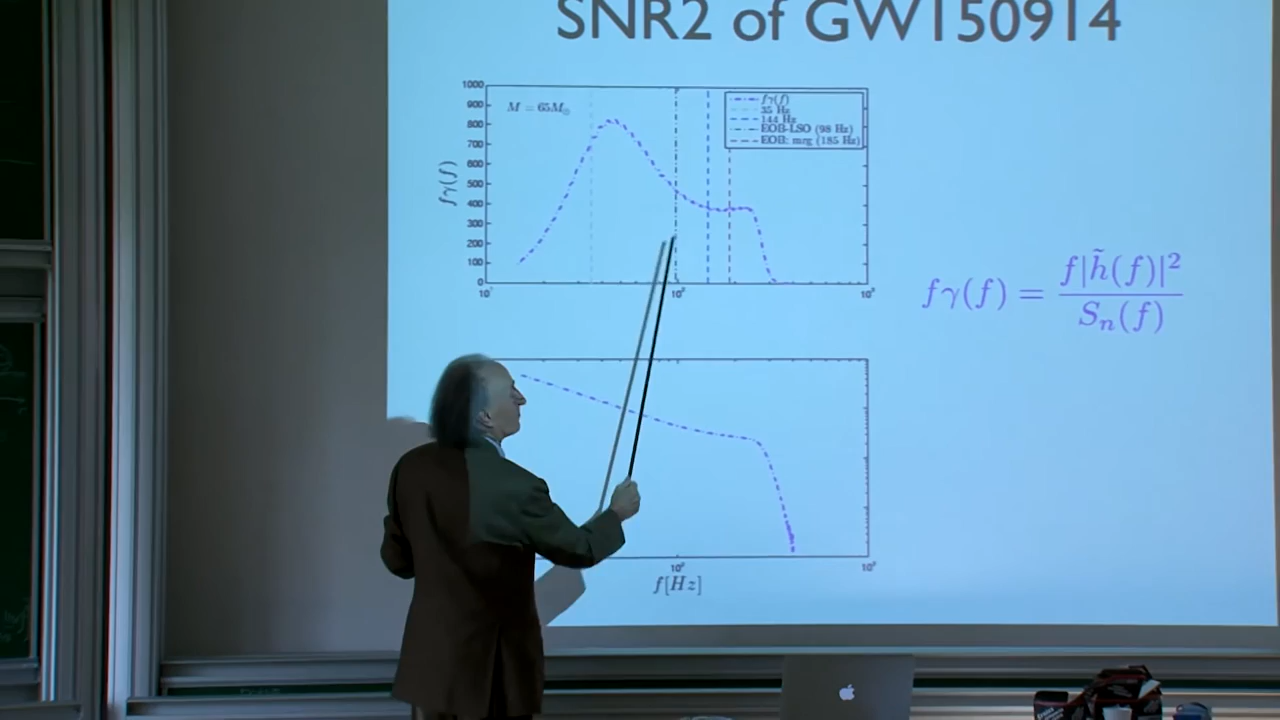 SNR2 of GW150914
1000
900
800
700
600
500
400
300
200
100
0
fγ(f)
M = 65M⊙
fγ(f)
35 Hz
144 Hz
EOB-LSO (98 Hz)
EOB: mrg (185 Hz)
fγ(f) = f|h̃(f)|² / Sₙ(f)
f[Hz]